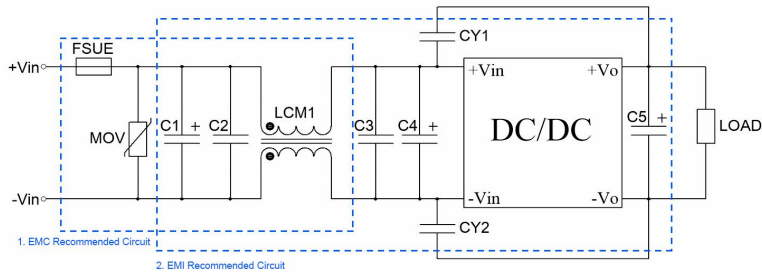 FSUE
+Vin
MOV
C1 +
C2
LCM1
C3
C4 +
CY1
+Vin +Vo
DC/DC
-Vin -Vo
C5 +
LOAD
-Vin
CY2
1. EMC Recommended Circuit
2. EMI Recommended Circuit